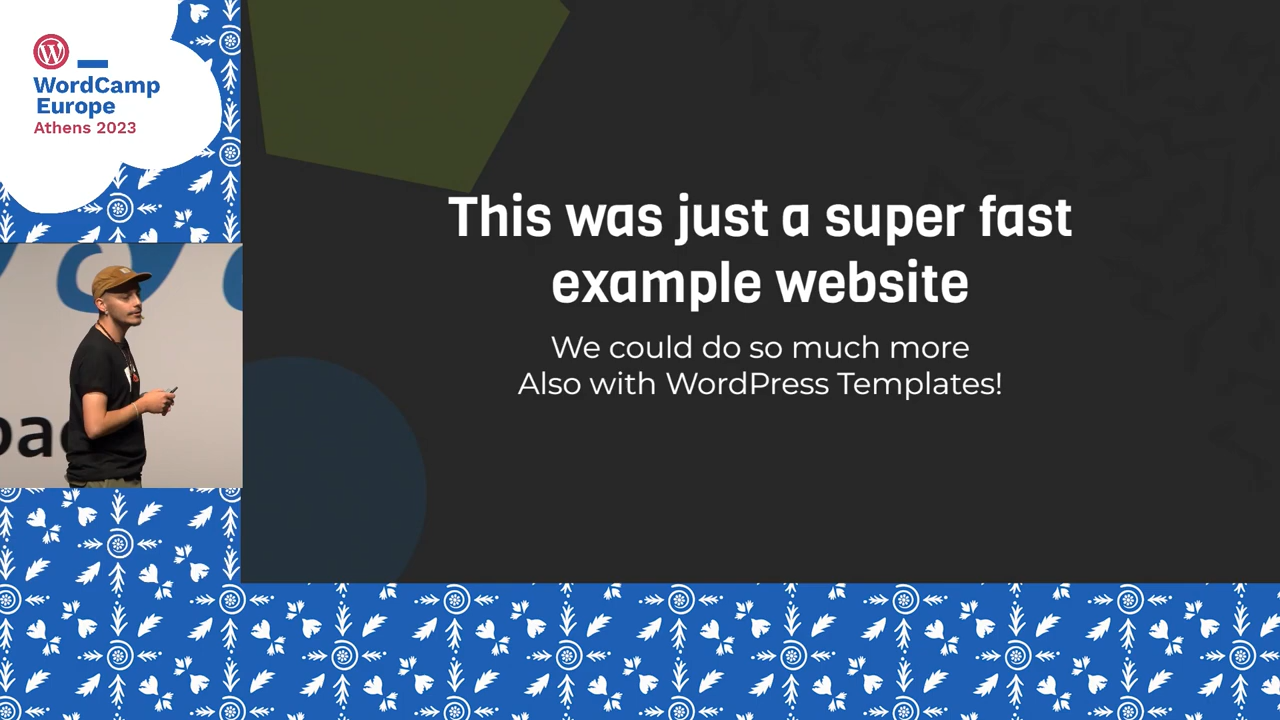 WordCamp
Europe
Athens 2023
This was just a super fast
example website
We could do so much more
Also with WordPress Templates!